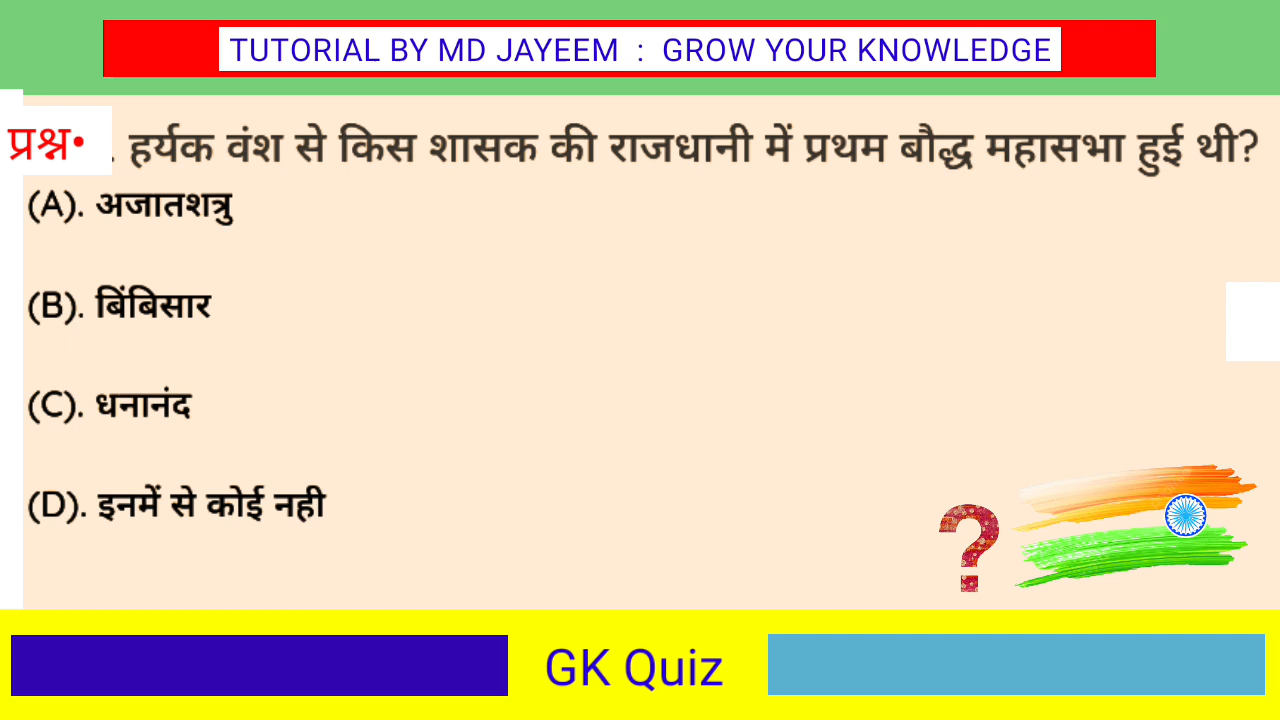 TUTORIAL BY MD JAYEEM : GROW YOUR KNOWLEDGE
प्रश्न• . हर्यक वंश से किस शासक की राजधानी में प्रथम बौद्ध महासभा हुई थी?
(A). अजातशत्रु
(B). बिंबिसार
(C). धनानंद
(D). इनमें से कोई नही
?
GK Quiz